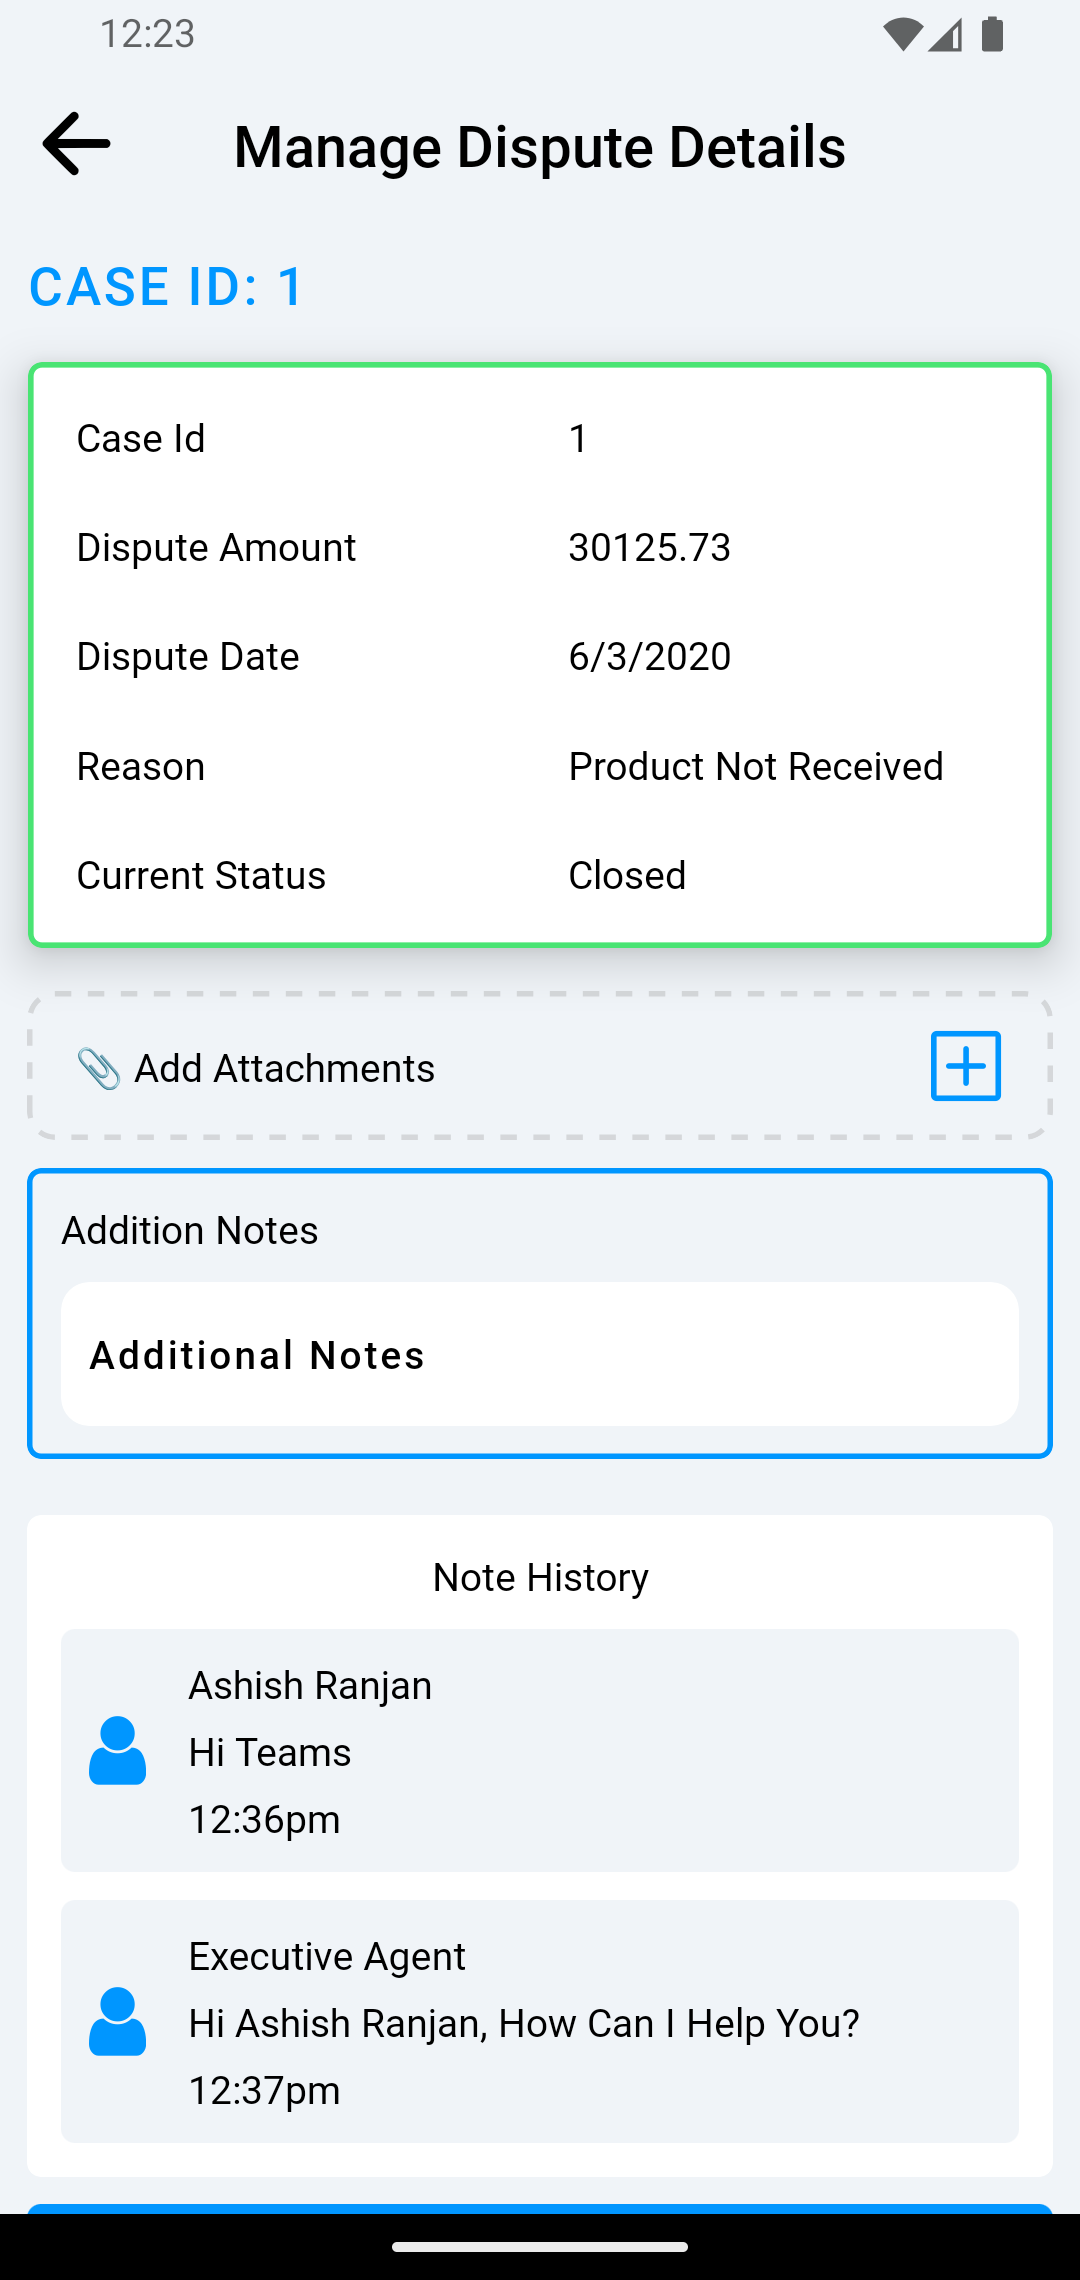 12:23
Manage Dispute Details
CASE ID: 1
Case Id 1
Dispute Amount 30125.73
Dispute Date 6/3/2020
Reason Product Not Received
Current Status Closed
Add Attachments
Addition Notes
Additional Notes
Note History
Ashish Ranjan
Hi Teams
12:36pm
Executive Agent
Hi Ashish Ranjan, How Can I Help You?
12:37pm